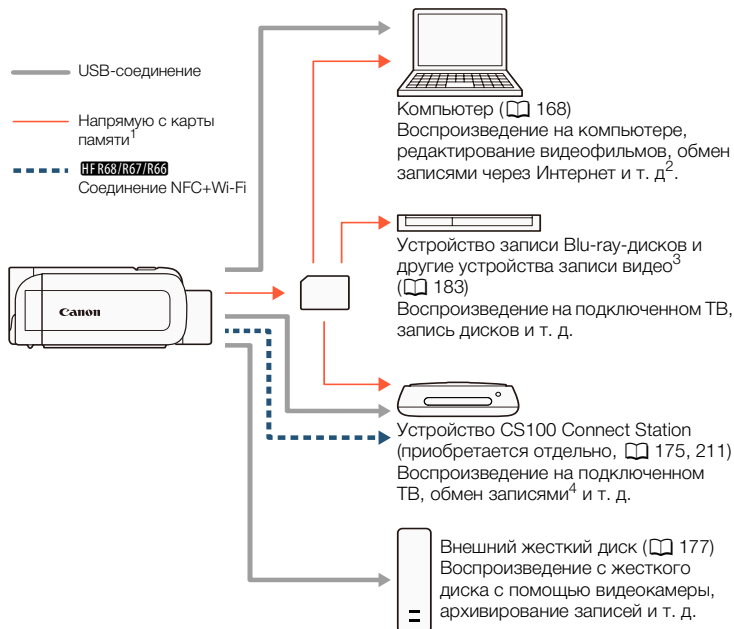 USB-соединение
Напрямую с карты
памяти1
HF R68/R67/R66
Соединение NFC+Wi-Fi
Canon
Компьютер (168)
Воспроизведение на компьютере,
редактирование видеофильмов, обмен
записями через Интернет и т. д2.
Устройство записи Blu-ray-дисков и
другие устройства записи видео3
(183)
Воспроизведение на подключенном ТВ,
запись дисков и т. д.
Устройство CS100 Connect Station
(приобретается отдельно, 175, 211)
Воспроизведение на подключенном
ТВ, обмен записями4 и т. д.
Внешний жесткий диск (177)
Воспроизведение с жесткого
диска с помощью видеокамеры,
архивирование записей и т. д.